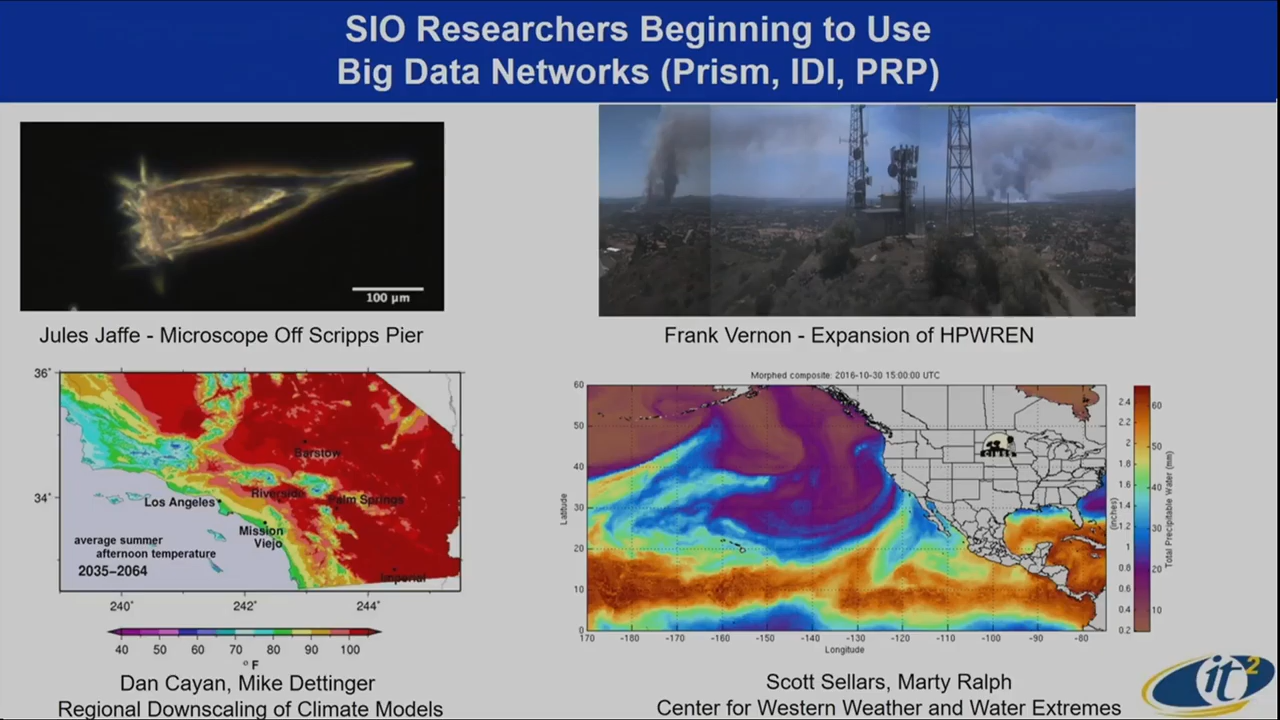 SIO Researchers Beginning to Use
Big Data Networks (Prism, IDI, PRP)
100 µm
Jules Jaffe - Microscope Off Scripps Pier
Frank Vernon - Expansion of HPWREN
36°
34°
Barstow
Riverside
Palm Springs
Los Angeles
Mission
Viejo
Imperial
average summer
afternoon temperature
2035–2064
240° 242° 244°
40 50 60 70 80 90 100
° F
Dan Cayan, Mike Dettinger
Regional Downscaling of Climate Models
Morphed composite: 2016-10-30 15:00:00 UTC
60
50
40
30
20
10
0
Latitude
170 -180 -170 -160 -150 -140 -130 -120 -110 -100 -90 -80
Longitude
2.4
2.2
2
1.8
1.6
1.4
1.2
1
0.8
0.6
0.4
0.2
(inches)
60
50
40
30
20
10
Total Precipitable Water (mm)
Scott Sellars, Marty Ralph
Center for Western Weather and Water Extremes
it2